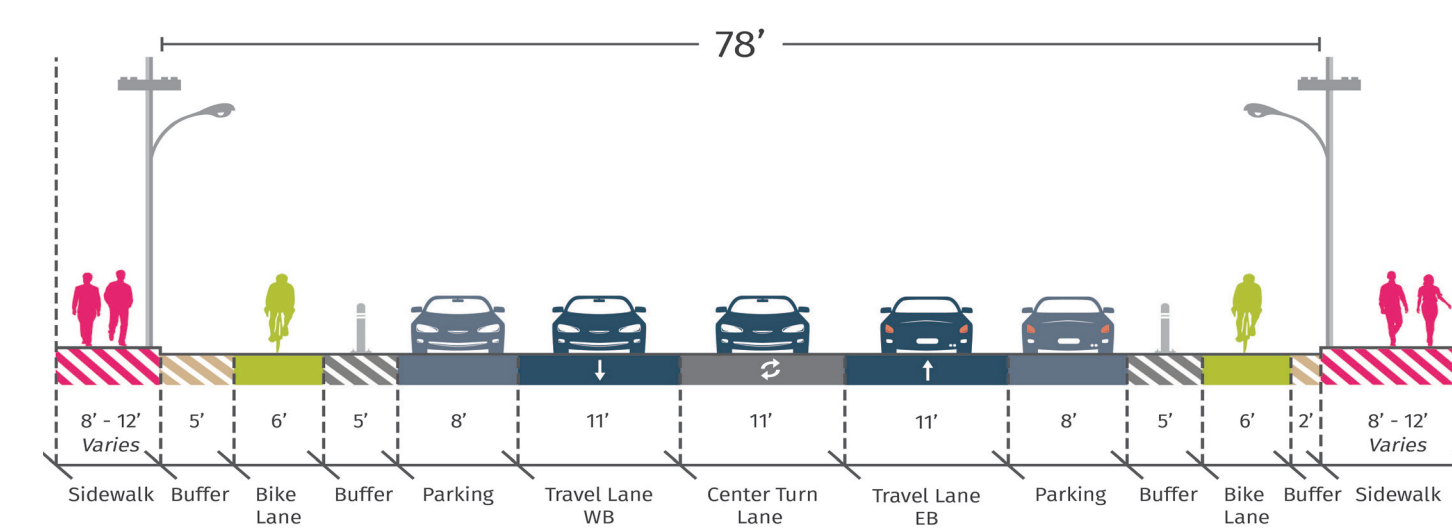 78’
8’ - 12’ 5’ 6’ 5’ 8’ 11’ 11’ 11’ 8’ 5’ 6’ 2’ 8’ - 12’
Varies Varies
Sidewalk Buffer Bike Buffer Parking Travel Lane Center Turn Travel Lane Parking Buffer Bike Buffer Sidewalk
Lane WB Lane EB Lane